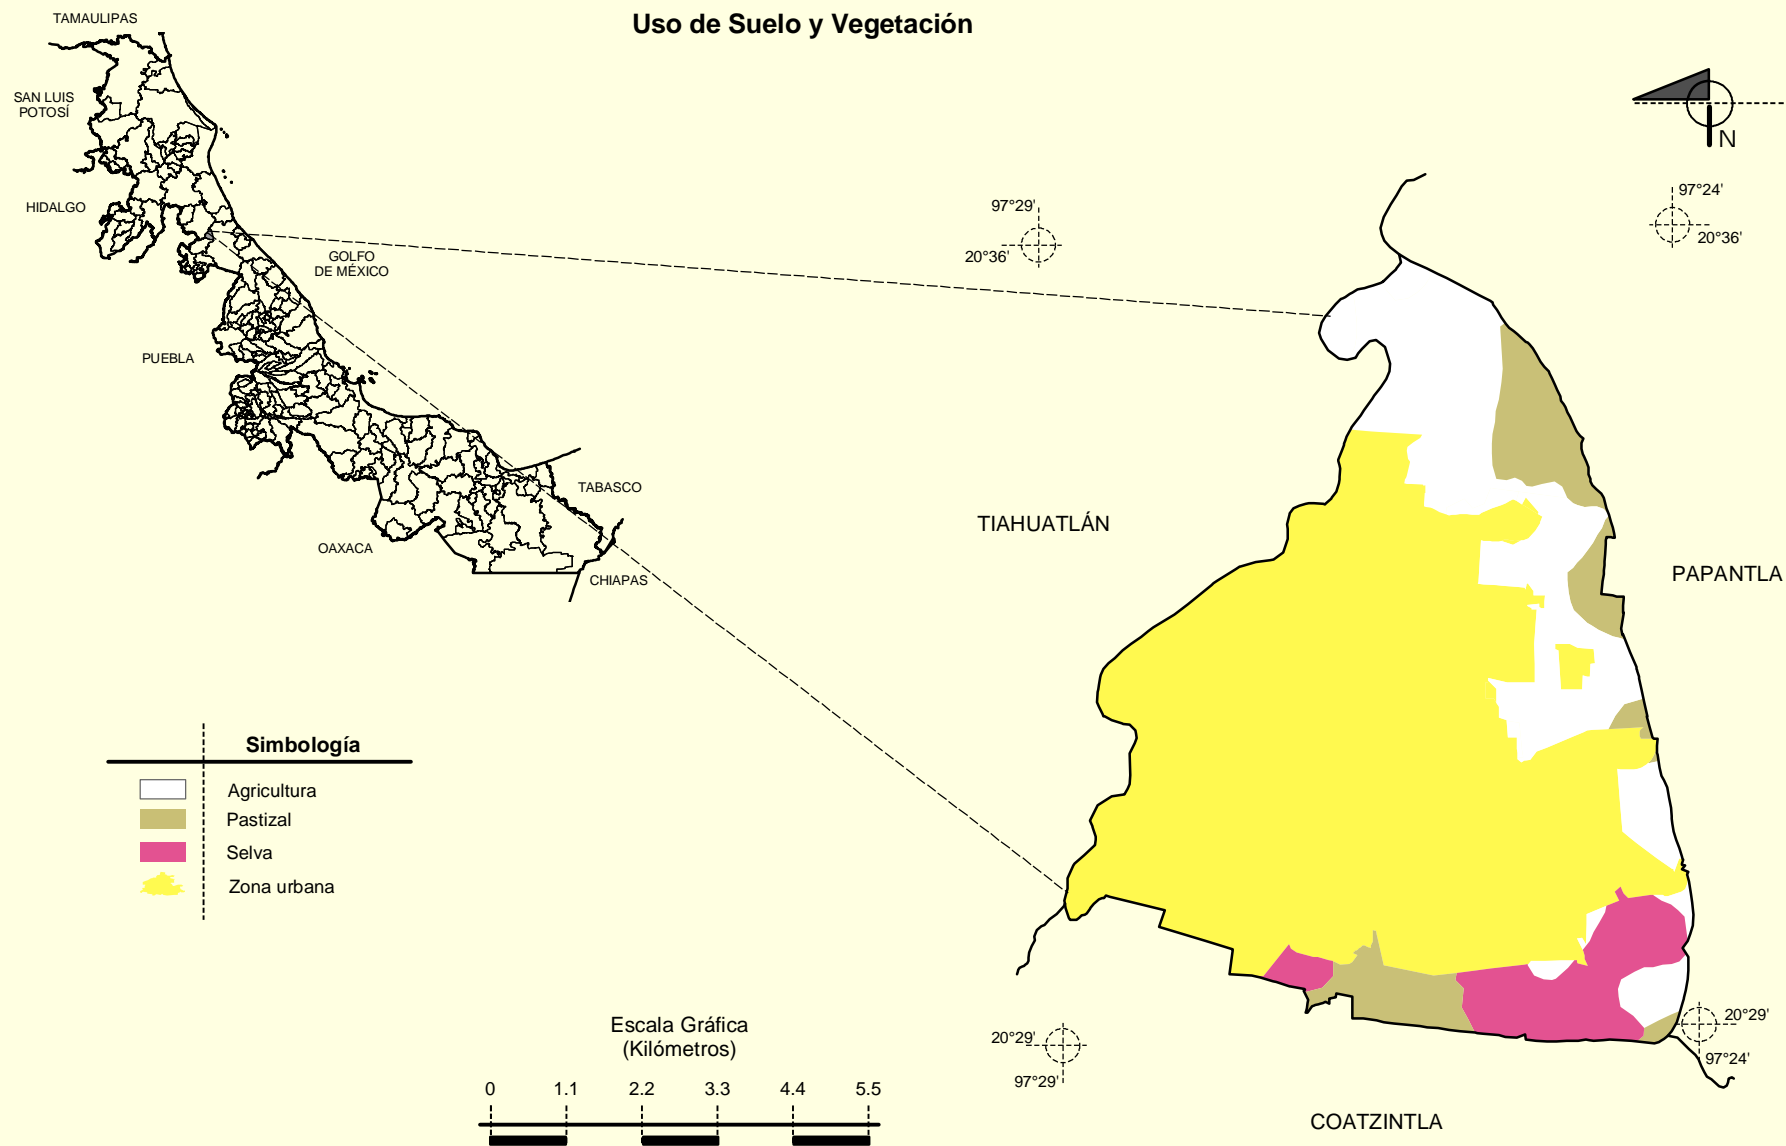 Uso de Suelo y Vegetación
TAMAULIPAS
SAN LUIS
POTOSÍ
HIDALGO
GOLFO
DE MÉXICO
PUEBLA
TABASCO
OAXACA
CHIAPAS
N
97°29'
20°36'
97°24'
20°36'
TIAHUATLÁN
PAPANTLA
Simbología
Agricultura
Pastizal
Selva
Zona urbana
20°29'
97°29'
20°29'
97°24'
COATZINTLA
Escala Gráfica
(Kilómetros)
0 1.1 2.2 3.3 4.4 5.5